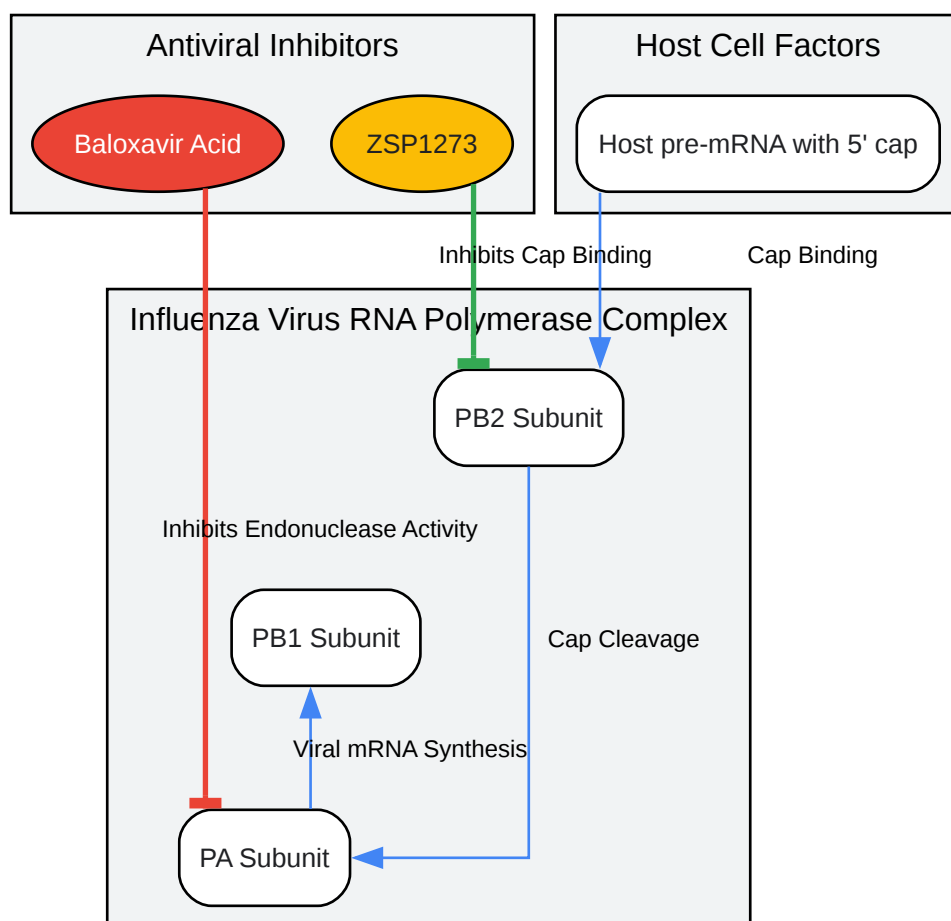 Antiviral Inhibitors
Host Cell Factors
Baloxavir Acid
ZSP1273
Host pre-mRNA with 5' cap
Inhibits Cap Binding
Cap Binding
Influenza Virus RNA Polymerase Complex
PB2 Subunit
Inhibits Endonuclease Activity
PB1 Subunit
Cap Cleavage
Viral mRNA Synthesis
PA Subunit